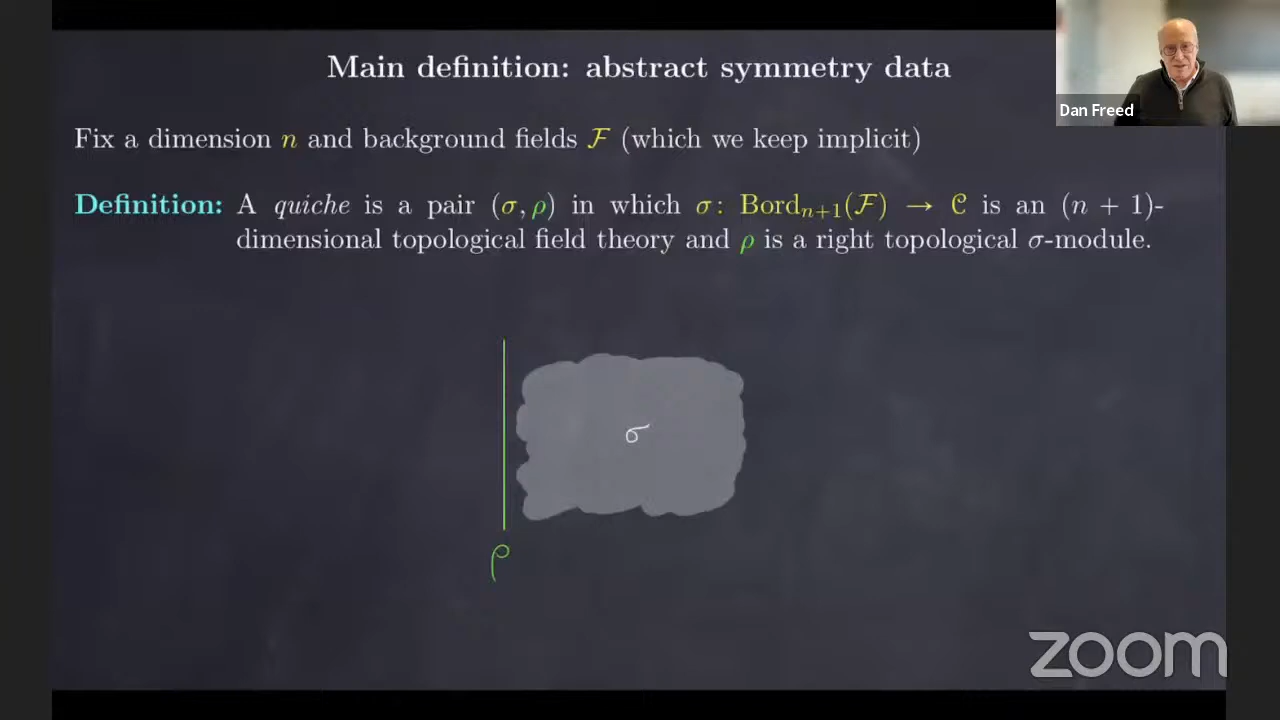 Main definition: abstract symmetry data
Dan Freed
Fix a dimension n and background fields ℱ (which we keep implicit)
Definition: A quiche is a pair (σ, ρ) in which σ: Bordₙ₊₁(ℱ) → 𝒞 is an (n + 1)-
dimensional topological field theory and ρ is a right topological σ-module.
σ
ρ
zoom